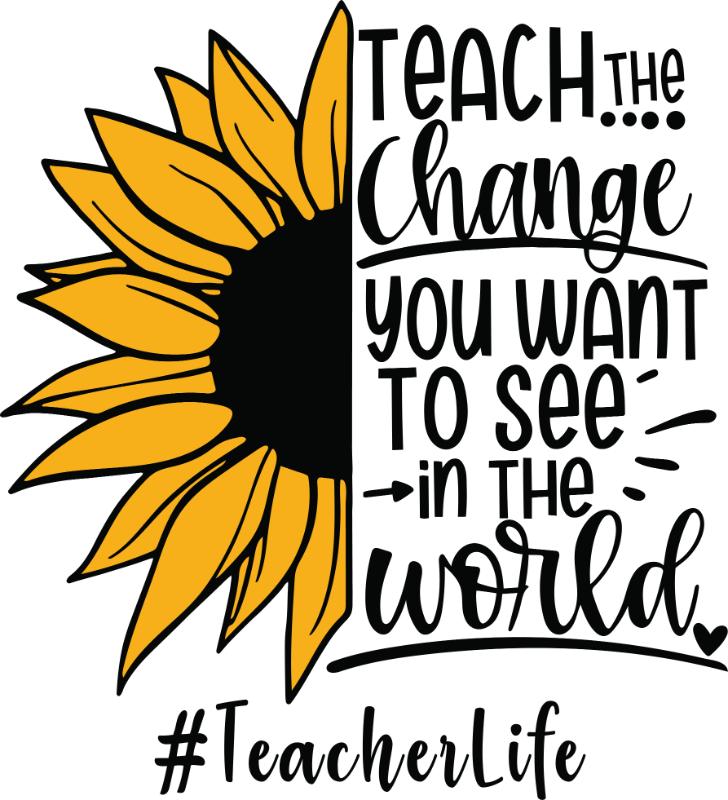 TEACH THE
Change
YOU WANT
TO SEE
in THE
world
#TeacherLife